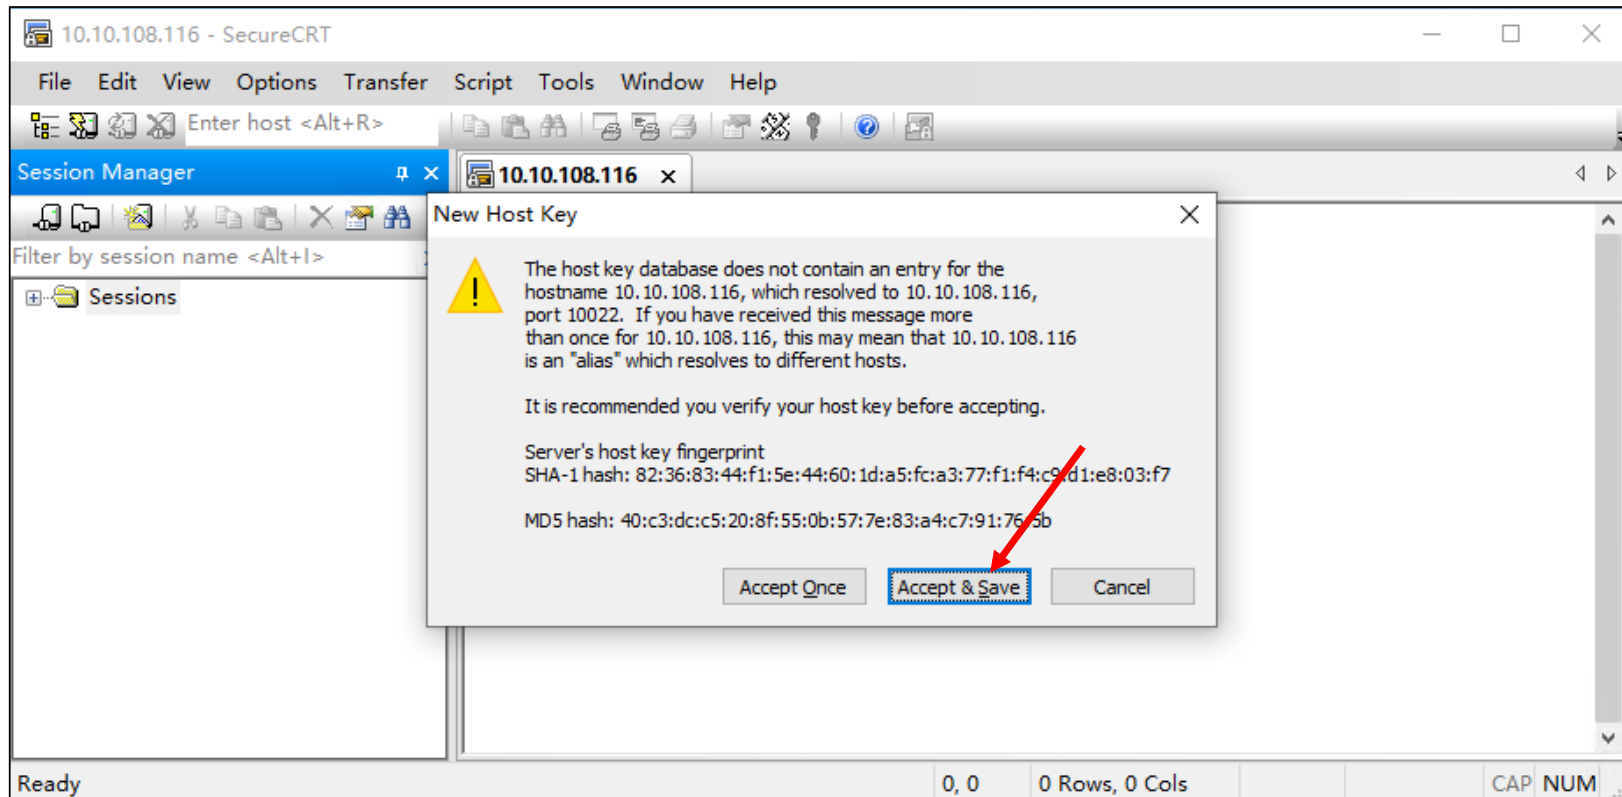 10.10.108.116 - SecureCRT
File Edit View Options Transfer Script Tools Window Help
Enter host <Alt+R>
Session Manager
10.10.108.116
Filter by session name <Alt+I>
Sessions
New Host Key
The host key database does not contain an entry for the
hostname 10.10.108.116, which resolved to 10.10.108.116,
port 10022. If you have received this message more
than once for 10.10.108.116, this may mean that 10.10.108.116
is an "alias" which resolves to different hosts.
It is recommended you verify your host key before accepting.
Server's host key fingerprint
SHA-1 hash: 82:36:83:44:f1:5e:44:60:1d:a5:fc:a3:77:f1:f4:c9:d1:e8:03:f7
MD5 hash: 40:c3:dc:c5:20:8f:55:0b:57:7e:83:a4:c7:91:76:5b
Accept Once Accept & Save Cancel
Ready 0, 0 0 Rows, 0 Cols CAP NUM